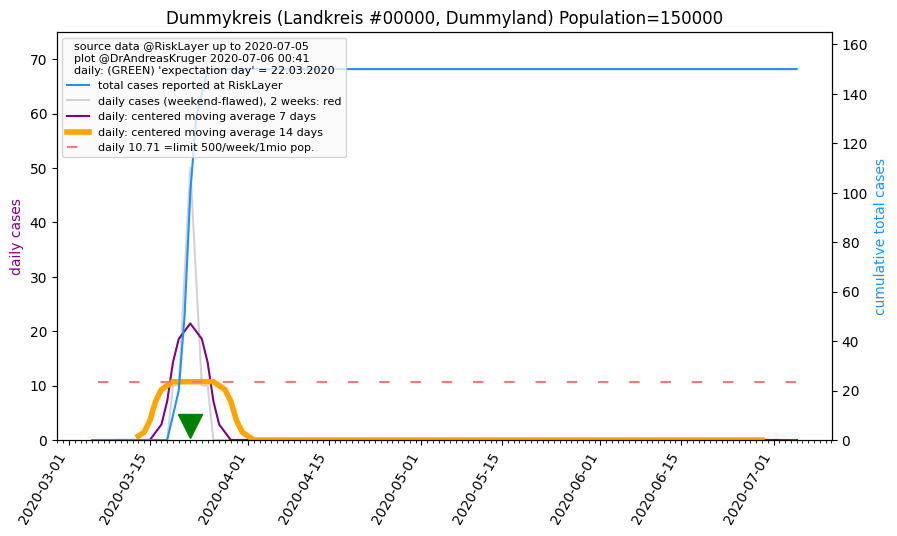 Dummykreis (Landkreis #00000, Dummyland) Population=150000
source data @RiskLayer up to 2020-07-05
plot @DrAndreasKruger 2020-07-06 00:41
daily: (GREEN) 'expectation day' = 22.03.2020
total cases reported at RiskLayer
daily cases (weekend-flawed), 2 weeks: red
daily: centered moving average 7 days
daily: centered moving average 14 days
daily 10.71 =limit 500/week/1mio pop.
daily cases
70
60
50
40
30
20
10
0
cumulative total cases
160
140
120
100
80
60
40
20
0
2020-03-01
2020-03-15
2020-04-01
2020-04-15
2020-05-01
2020-05-15
2020-06-01
2020-06-15
2020-07-01